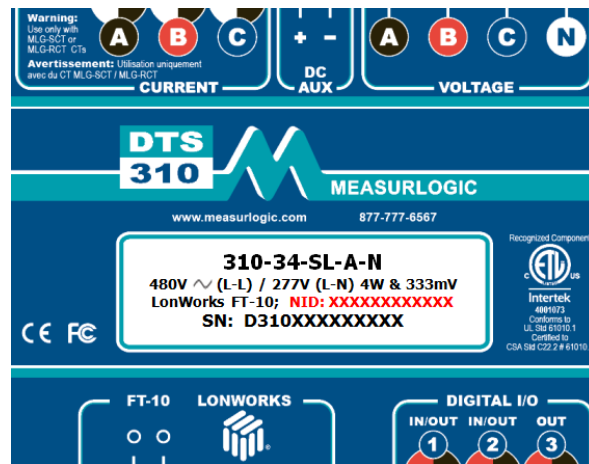 Warning:
Use only with
MLG-SCT or
MLG-RCT CTs
Avertissement: Utilisation uniquement
avec du CT MLG-SCT / MLG-RCT
A B C
CURRENT
+ -
DC
AUX
A B C N
VOLTAGE
DTS
310
MEASURLOGIC
www.measurlogic.com 877-777-6567
310-34-SL-A-N
480V ∿ (L-L) / 277V (L-N) 4W & 333mV
LonWorks FT-10; NID: XXXXXXXXXXXX
SN: D310XXXXXXXXX
CE FC
Recognized Component
ETL
c us
Intertek
4001073
Conforms to
UL Std 61010.1
Certified to
CSA Std C22.2 # 61010.
FT-10 LONWORKS
DIGITAL I/O
IN/OUT IN/OUT OUT
1 2 3